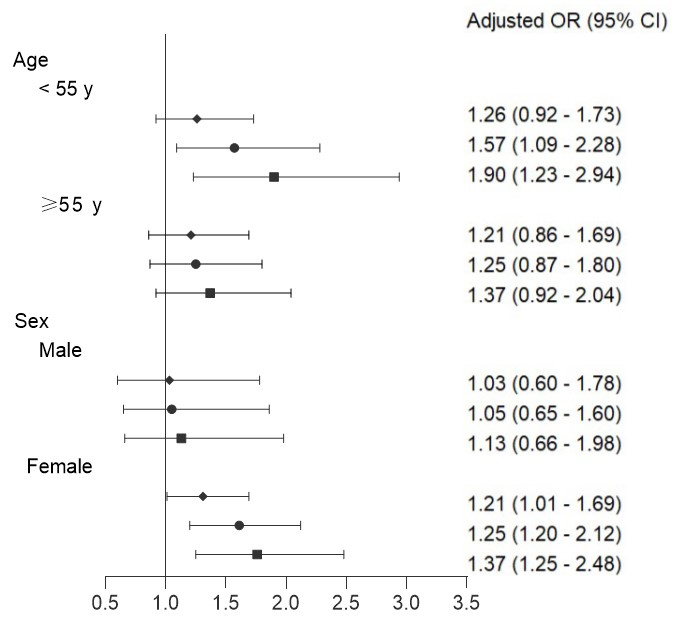 Adjusted OR (95% CI)
Age
< 55 y
1.26 (0.92 - 1.73)
1.57 (1.09 - 2.28)
1.90 (1.23 - 2.94)
⩾55 y
1.21 (0.86 - 1.69)
1.25 (0.87 - 1.80)
1.37 (0.92 - 2.04)
Sex
Male
1.03 (0.60 - 1.78)
1.05 (0.65 - 1.60)
1.13 (0.66 - 1.98)
Female
1.21 (1.01 - 1.69)
1.25 (1.20 - 2.12)
1.37 (1.25 - 2.48)
0.5 1.0 1.5 2.0 2.5 3.0 3.5